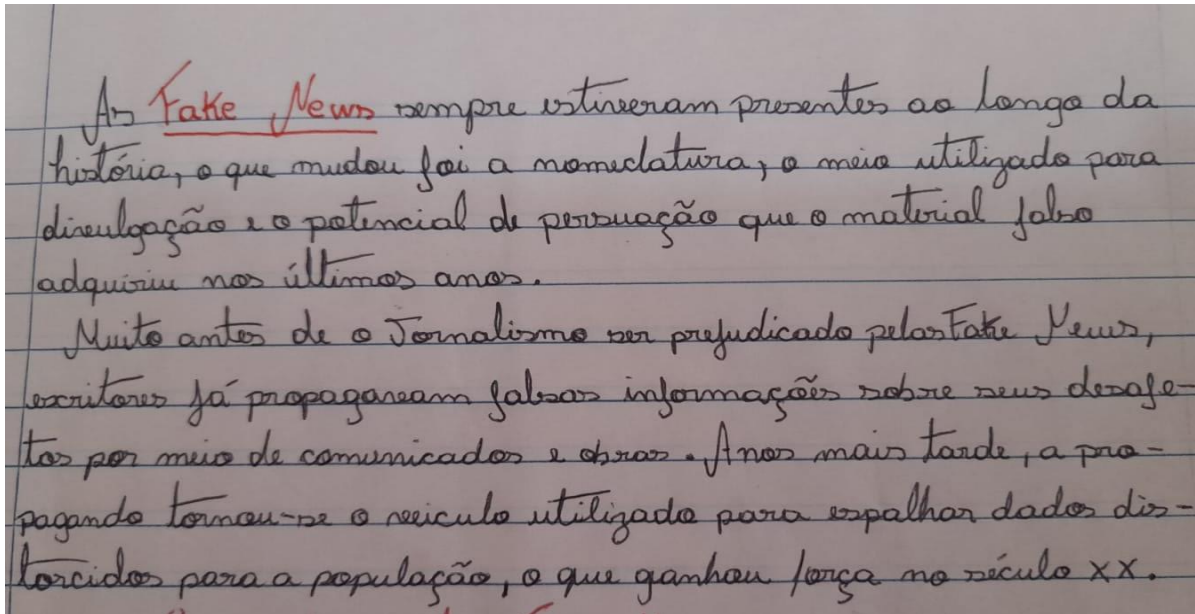 As Fake News sempre estiveram presentes ao longo da
história, o que mudou foi a nomeclatura, o meio utilizado para
divulgação e o potencial de persuação que o material falso
adquiriu nos últimos anos.
Muito antes de o Jornalismo ser prejudicado pelas Fake News,
escritores já propagavam falsas informações sobre seus desafe-
tos por meio de comunicados e obras. Anos mais tarde, a pro-
pagando tornou-se o veiculo utilizado para espalhar dados dis-
torcidos para a população, o que ganhou força no século XX.